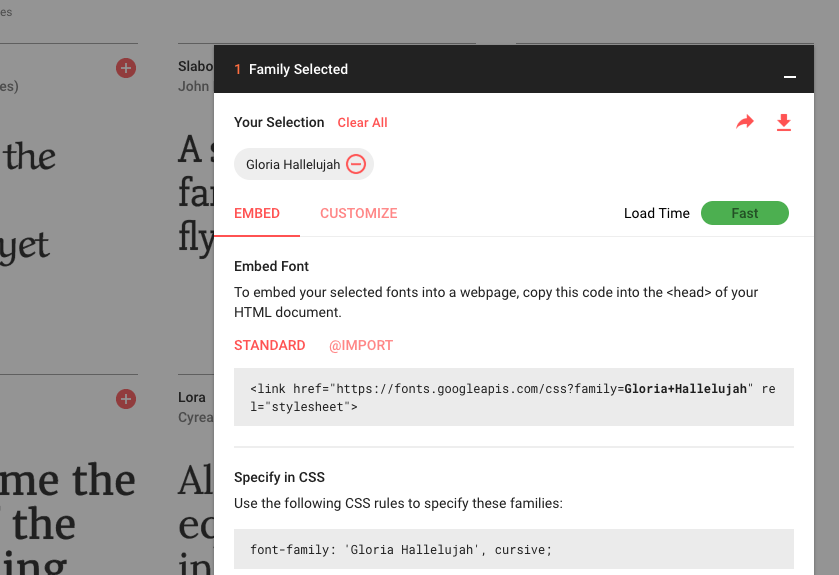 es
es)
the
yet
Slabo
John
A s
fa
fly
1 Family Selected
Your Selection Clear All
Gloria Hallelujah
EMBED CUSTOMIZE Load Time Fast
Embed Font
To embed your selected fonts into a webpage, copy this code into the <head> of your
HTML document.
STANDARD @IMPORT
<link href="https://fonts.googleapis.com/css?family=Gloria+Hallelujah" re
l="stylesheet">
Specify in CSS
Use the following CSS rules to specify these families:
font-family: 'Gloria Hallelujah', cursive;
me the
the
ing
Lora
Cyrea
Al
ec
in